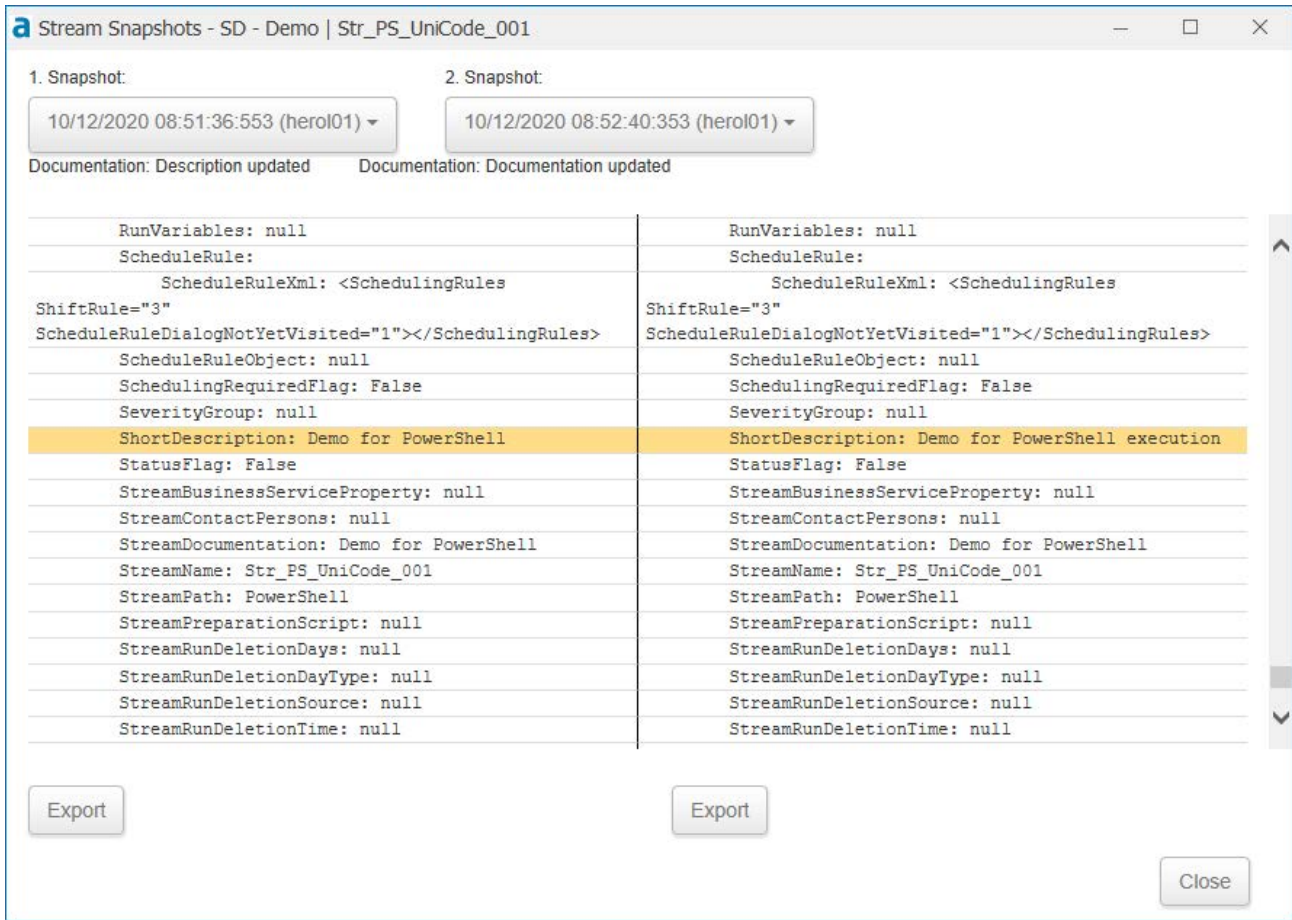 a Stream Snapshots - SD - Demo | Str_PS_UniCode_001
1. Snapshot:
2. Snapshot:
10/12/2020 08:51:36:553 (herol01)
10/12/2020 08:52:40:353 (herol01)
Documentation: Description updated
Documentation: Documentation updated
RunVariables: null
ScheduleRule:
ScheduleRuleXml: <SchedulingRules
ShiftRule="3"
ScheduleRuleDialogNotYetVisited="1"></SchedulingRules>
ScheduleRuleObject: null
SchedulingRequiredFlag: False
SeverityGroup: null
ShortDescription: Demo for PowerShell
StatusFlag: False
StreamBusinessServiceProperty: null
StreamContactPersons: null
StreamDocumentation: Demo for PowerShell
StreamName: Str_PS_UniCode_001
StreamPath: PowerShell
StreamPreparationScript: null
StreamRunDeletionDays: null
StreamRunDeletionDayType: null
StreamRunDeletionSource: null
StreamRunDeletionTime: null
RunVariables: null
ScheduleRule:
ScheduleRuleXml: <SchedulingRules
ShiftRule="3"
ScheduleRuleDialogNotYetVisited="1"></SchedulingRules>
ScheduleRuleObject: null
SchedulingRequiredFlag: False
SeverityGroup: null
ShortDescription: Demo for PowerShell execution
StatusFlag: False
StreamBusinessServiceProperty: null
StreamContactPersons: null
StreamDocumentation: Demo for PowerShell
StreamName: Str_PS_UniCode_001
StreamPath: PowerShell
StreamPreparationScript: null
StreamRunDeletionDays: null
StreamRunDeletionDayType: null
StreamRunDeletionSource: null
StreamRunDeletionTime: null
Export
Export
Close